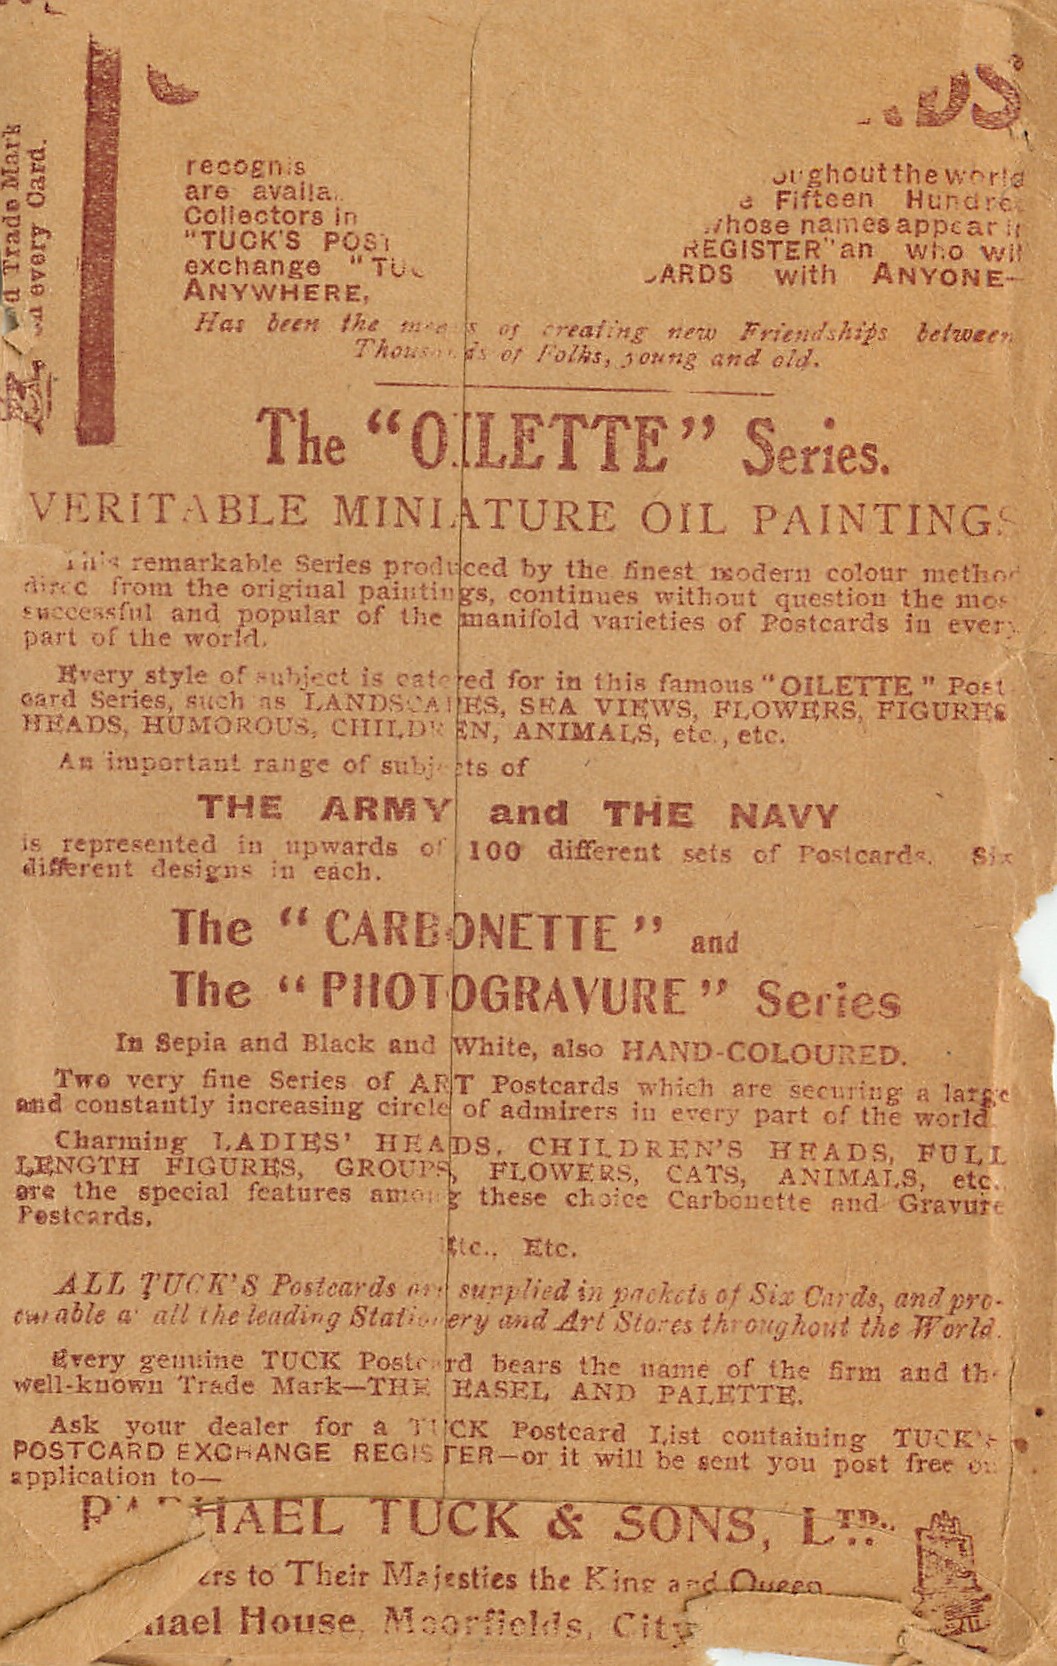 d Trade Mark
every Card.
RDS
recognis oughout the world
are availa Fifteen Hundre
Collectors in whose names appear i
"TUCK'S POST REGISTER" an who wil
exchange "TUC CARDS with ANYONE—
ANYWHERE,
Has been the means of creating new Friendships between
Thousands of Folks, young and old.
The "OILETTE" Series.
VERITABLE MINIATURE OIL PAINTINGS
This remarkable Series produced by the finest modern colour method
direc from the original paintings, continues without question the mos
successful and popular of the manifold varieties of Postcards in every
part of the world.
Every style of subject is catered for in this famous "OILETTE" Post
card Series, such as LANDSCAPES, SEA VIEWS, FLOWERS, FIGURES
HEADS, HUMOROUS, CHILDREN, ANIMALS, etc., etc.
An important range of subjects of
THE ARMY and THE NAVY
is represented in upwards of 100 different sets of Postcards. Six
different designs in each.
The "CARBONETTE" and
The "PHOTOGRAVURE" Series
In Sepia and Black and White, also HAND-COLOURED.
Two very fine Series of ART Postcards which are securing a large
and constantly increasing circle of admirers in every part of the world.
Charming LADIES' HEADS, CHILDREN'S HEADS, FULL
LENGTH FIGURES, GROUPS, FLOWERS, CATS, ANIMALS, etc.,
are the special features among these choice Carbonette and Gravure
Postcards.
Etc., Etc.
ALL TUCK'S Postcards are supplied in packets of Six Cards, and pro-
curable a all the leading Stationery and Art Stores throughout the World.
Every genuine TUCK Postcard bears the name of the firm and the
well-known Trade Mark—THE EASEL AND PALETTE.
Ask your dealer for a TUCK Postcard List containing TUCK'S
POSTCARD EXCHANGE REGISTER—or it will be sent you post free on
application to—
RAPHAEL TUCK & SONS, LTD.,
ers to Their Majesties the King and Queen.
hael House, Moorfields, City